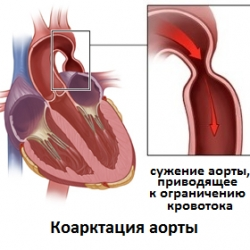 сужение аорты,
приводящее
к ограничению
кровотока
Коарктация аорты